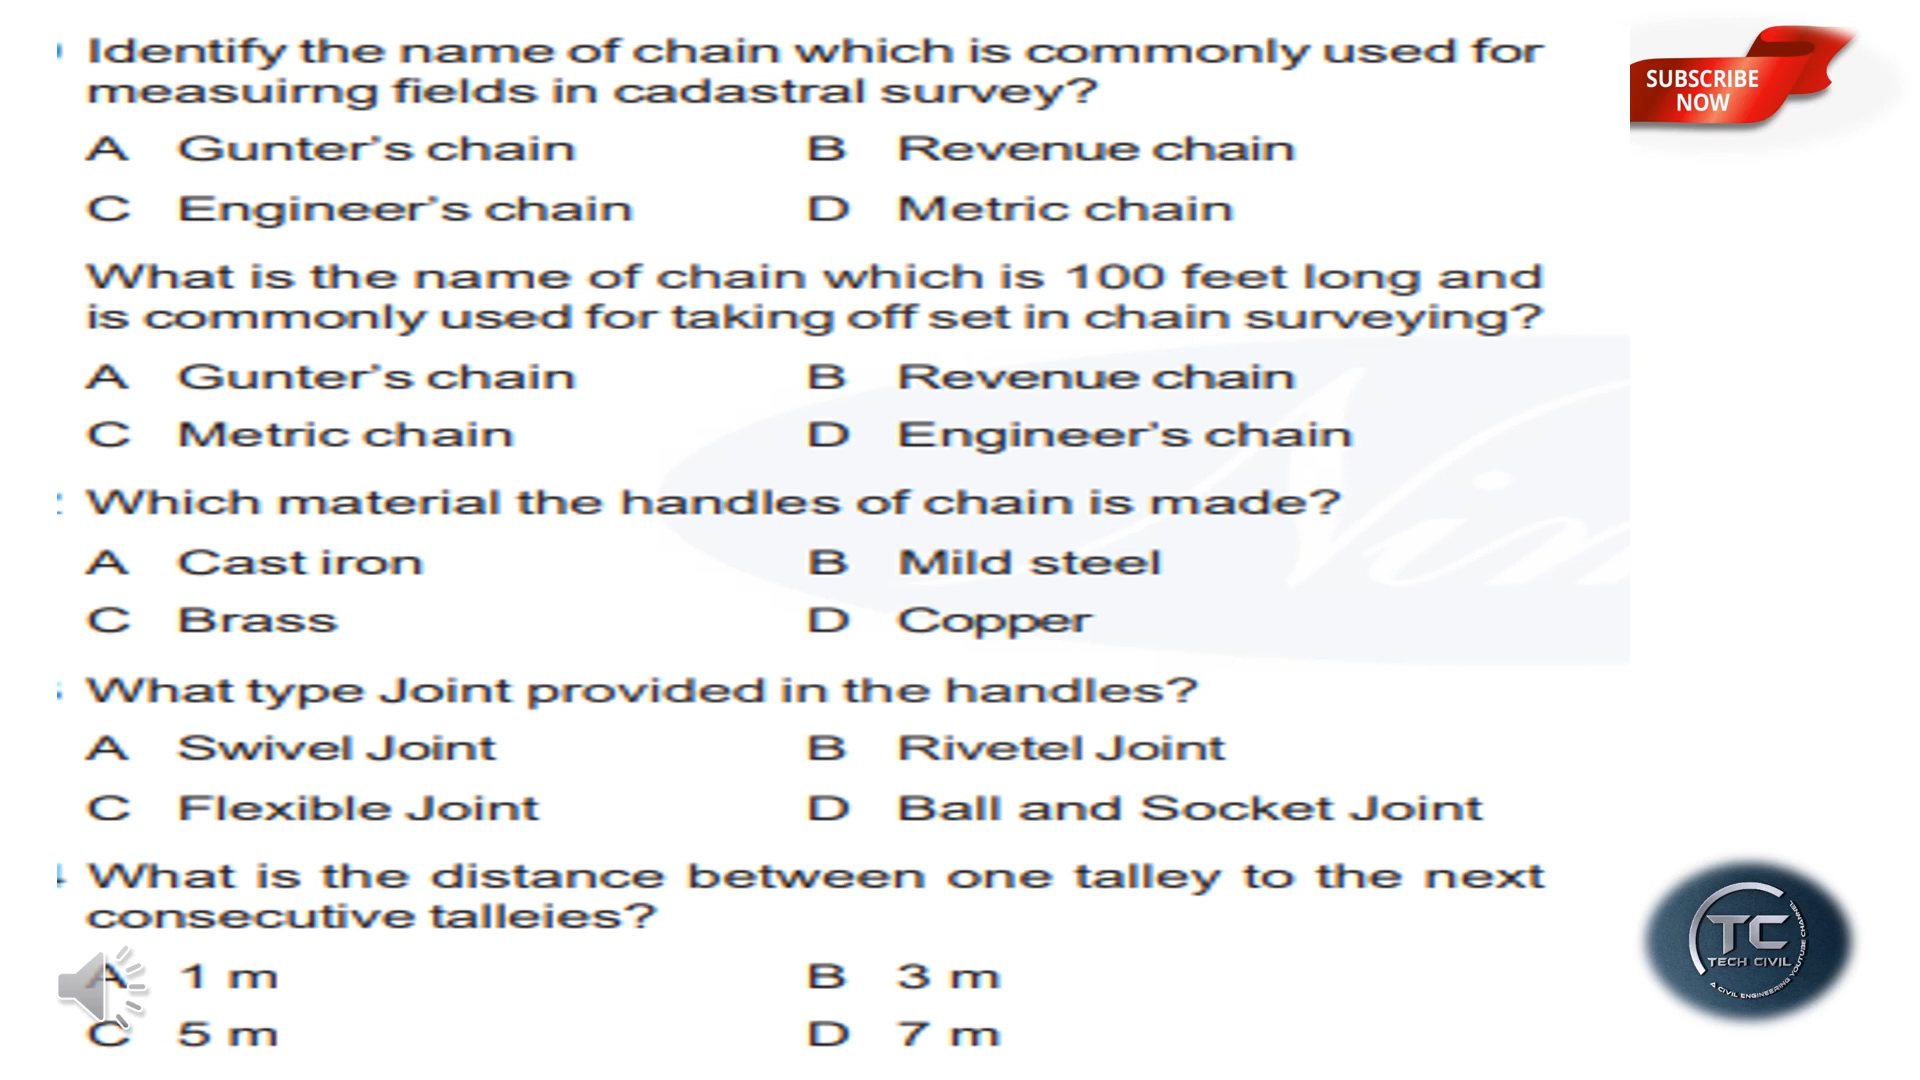 Identify the name of chain which is commonly used for
measuirng fields in cadastral survey?
A Gunter's chain B Revenue chain
C Engineer's chain D Metric chain
What is the name of chain which is 100 feet long and
is commonly used for taking off set in chain surveying?
A Gunter's chain B Revenue chain
C Metric chain D Engineer's chain
Which material the handles of chain is made?
A Cast iron B Mild steel
C Brass D Copper
What type Joint provided in the handles?
A Swivel Joint B Rivetel Joint
C Flexible Joint D Ball and Socket Joint
What is the distance between one talley to the next
consecutive talleies?
A 1 m B 3 m
C 5 m D 7 m
SUBSCRIBE
NOW
Nim
TC
TECH CIVIL
A CIVIL ENGINEERING YOUTUBE CHANNEL